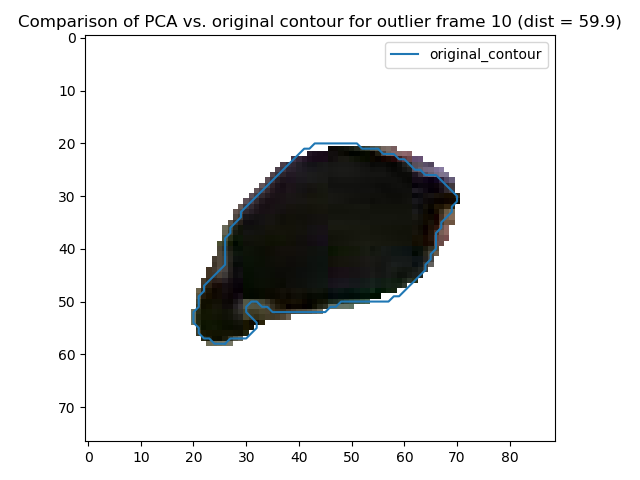 Comparison of PCA vs. original contour for outlier frame 10 (dist = 59.9)
original_contour
0
10
20
30
40
50
60
70
0 10 20 30 40 50 60 70 80